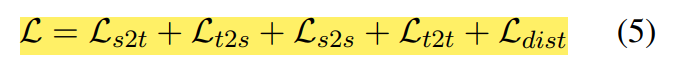 ℒ = ℒ_{s2t} + ℒ_{t2s} + ℒ_{s2s} + ℒ_{t2t} + ℒ_{dist} (5)